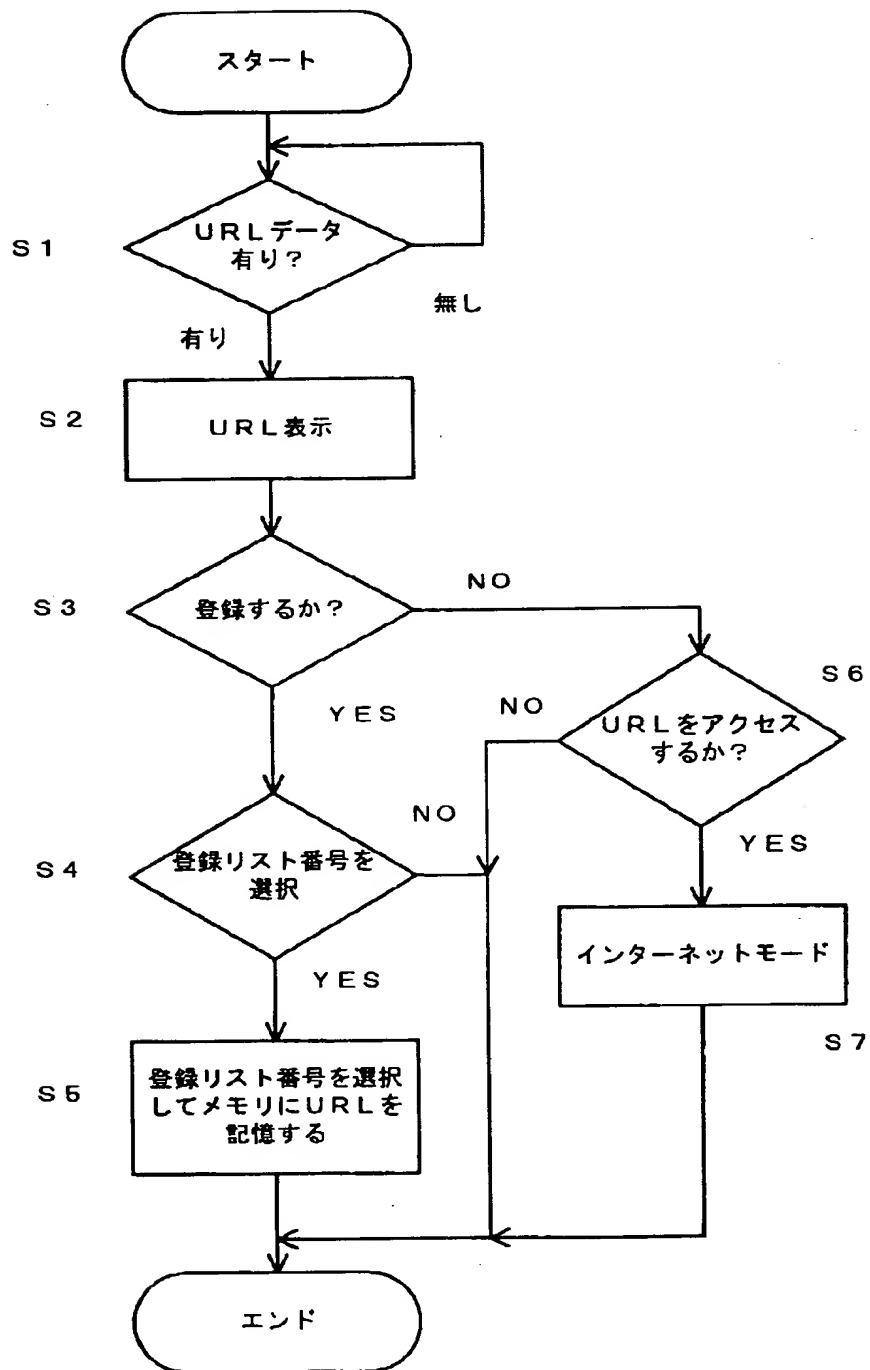 スタート
S1
URLデータ
有り?
無し
有り
S2
URL表示
S3
登録するか?
NO
S6
URLをアクセス
するか?
NO
YES
YES
S4
登録リスト番号を
選択
NO
YES
インターネットモード
S7
S5
登録リスト番号を選択
してメモリにURLを
記憶する
エンド